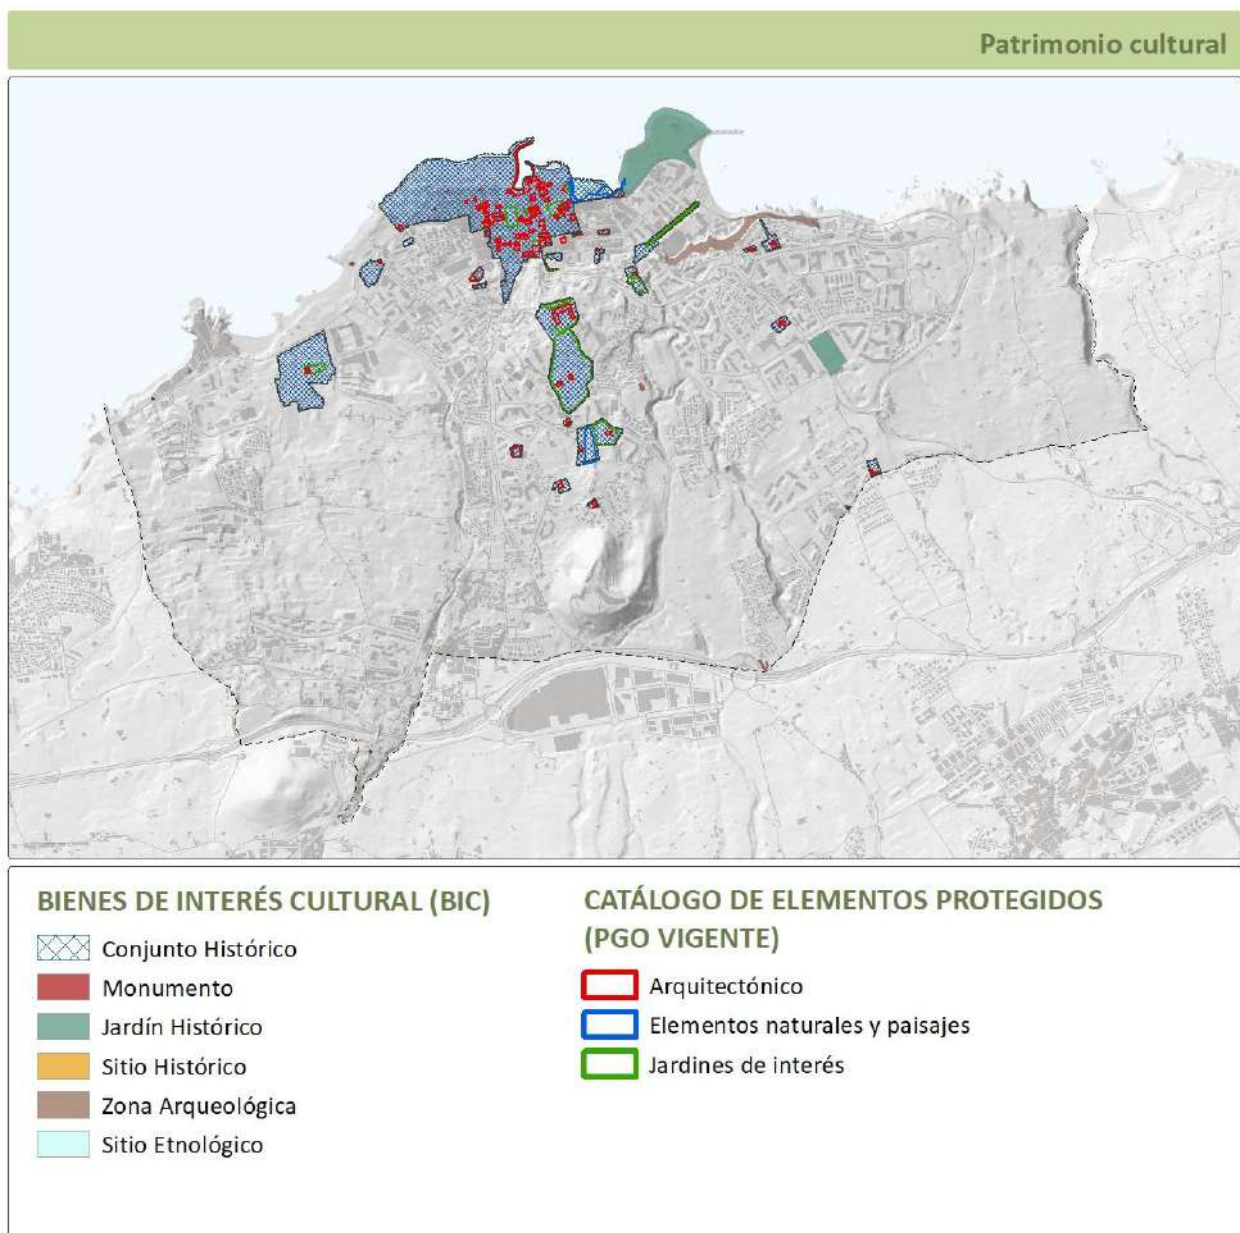 Patrimonio cultural
BIENES DE INTERÉS CULTURAL (BIC)
Conjunto Histórico
Monumento
Jardín Histórico
Sitio Histórico
Zona Arqueológica
Sitio Etnológico
CATÁLOGO DE ELEMENTOS PROTEGIDOS
(PGO VIGENTE)
Arquitectónico
Elementos naturales y paisajes
Jardines de interés